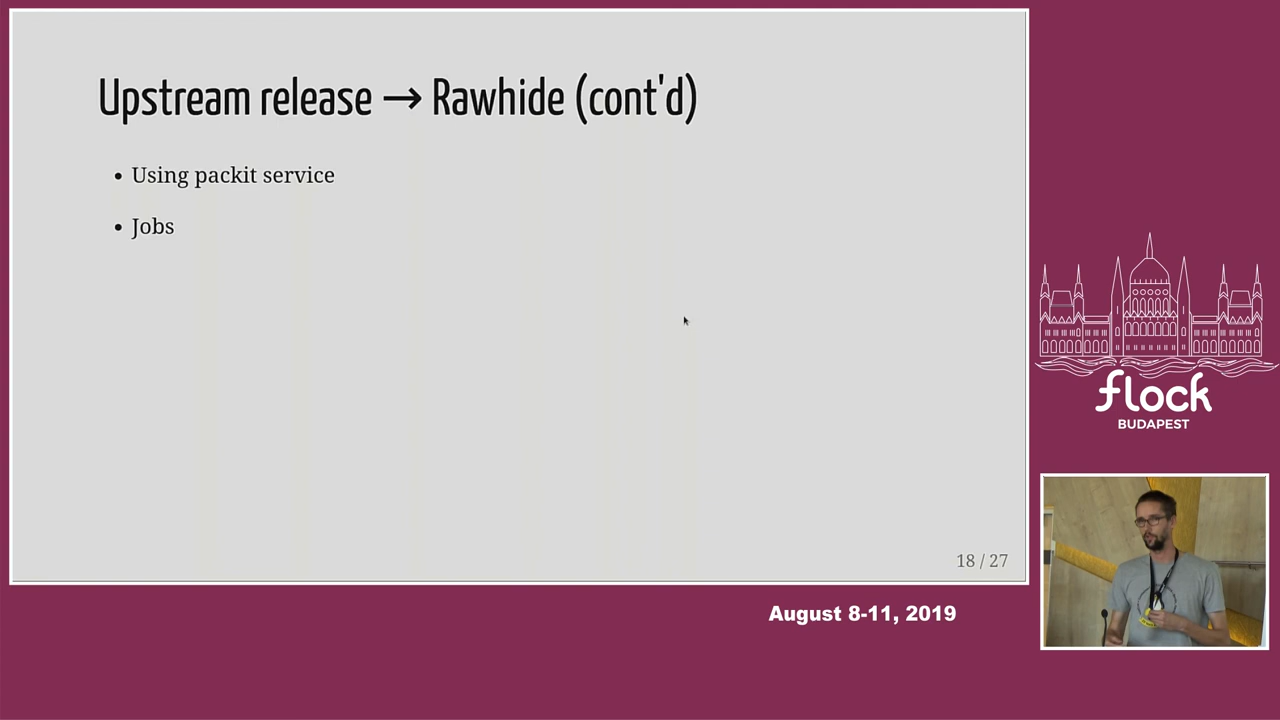 Upstream release → Rawhide (cont'd)
• Using packit service
• Jobs
18 / 27
flock
BUDAPEST
August 8-11, 2019